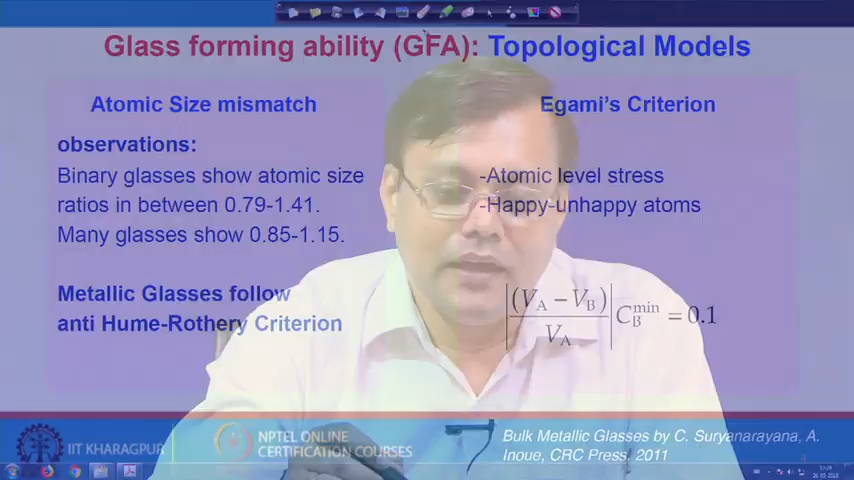 Glass forming ability (GFA): Topological Models
Atomic Size mismatch
observations:
Binary glasses show atomic size
ratios in between 0.79-1.41.
Many glasses show 0.85-1.15.
Metallic Glasses follow
anti Hume-Rothery Criterion
Egami's Criterion
-Atomic level stress
-Happy-unhappy atoms
|(V_A − V_B) / V_A| C_B^min = 0.1
IIT KHARAGPUR
NPTEL ONLINE
CERTIFICATION COURSES
Bulk Metallic Glasses by C. Suryanarayana, A.
Inoue, CRC Press, 2011